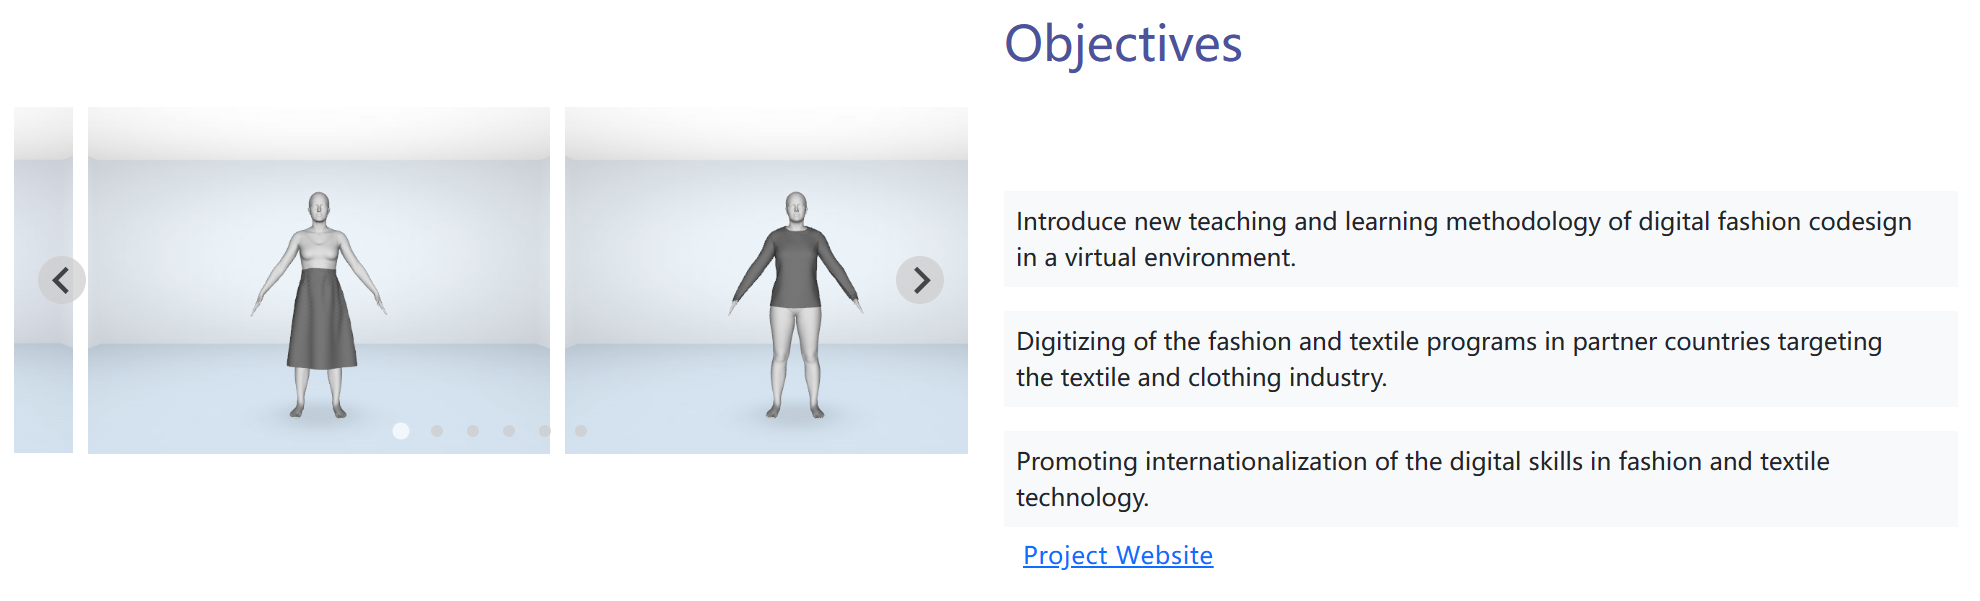 Objectives
Introduce new teaching and learning methodology of digital fashion codesign
in a virtual environment.
Digitizing of the fashion and textile programs in partner countries targeting
the textile and clothing industry.
Promoting internationalization of the digital skills in fashion and textile
technology.
Project Website